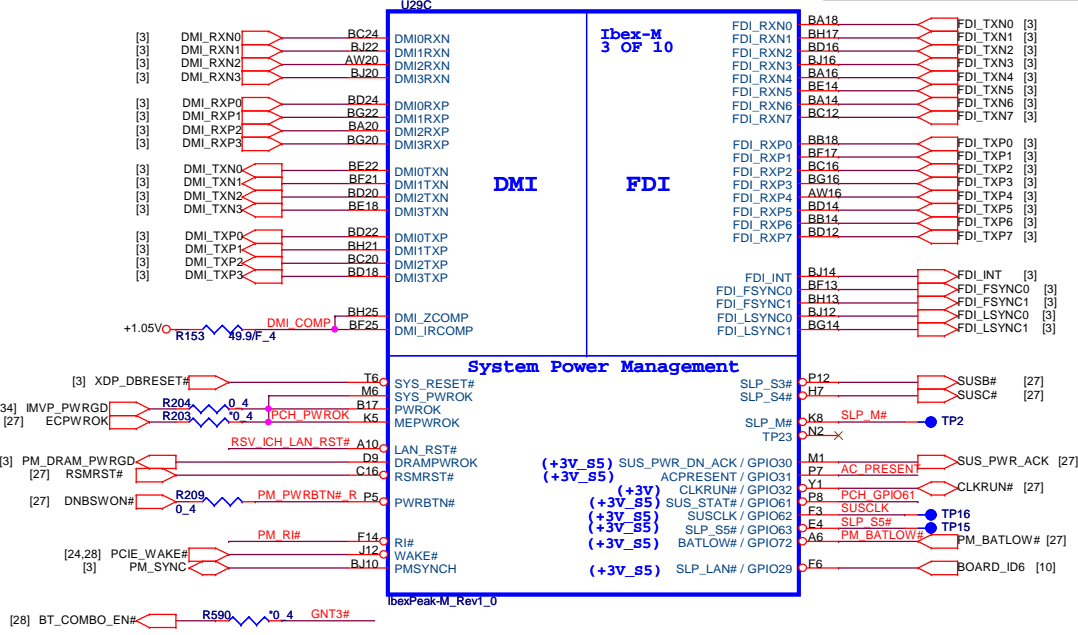 U29C
Ibex-M
3 OF 10
DMI
FDI
[3] DMI_RXN0 BC24 DMI0RXN
[3] DMI_RXN1 BJ22 DMI1RXN
[3] DMI_RXN2 AW20 DMI2RXN
[3] DMI_RXN3 BJ20 DMI3RXN
[3] DMI_RXP0 BD24 DMI0RXP
[3] DMI_RXP1 BG22 DMI1RXP
[3] DMI_RXP2 BA20 DMI2RXP
[3] DMI_RXP3 BG20 DMI3RXP
[3] DMI_TXN0 BE22 DMI0TXN
[3] DMI_TXN1 BF21 DMI1TXN
[3] DMI_TXN2 BD20 DMI2TXN
[3] DMI_TXN3 BE18 DMI3TXN
[3] DMI_TXP0 BD22 DMI0TXP
[3] DMI_TXP1 BH21 DMI1TXP
[3] DMI_TXP2 BC20 DMI2TXP
[3] DMI_TXP3 BD18 DMI3TXP
BH25 DMI_ZCOMP
+1.05V R153 49.9/F_4 DMI_COMP BF25 DMI_IRCOMP
FDI_RXN0 BA18 FDI_TXN0 [3]
FDI_RXN1 BH17 FDI_TXN1 [3]
FDI_RXN2 BD16 FDI_TXN2 [3]
FDI_RXN3 BJ16 FDI_TXN3 [3]
FDI_RXN4 BA16 FDI_TXN4 [3]
FDI_RXN5 BE14 FDI_TXN5 [3]
FDI_RXN6 BA14 FDI_TXN6 [3]
FDI_RXN7 BC12 FDI_TXN7 [3]
FDI_RXP0 BB18 FDI_TXP0 [3]
FDI_RXP1 BF17 FDI_TXP1 [3]
FDI_RXP2 BC16 FDI_TXP2 [3]
FDI_RXP3 BG16 FDI_TXP3 [3]
FDI_RXP4 AW16 FDI_TXP4 [3]
FDI_RXP5 BD14 FDI_TXP5 [3]
FDI_RXP6 BB14 FDI_TXP6 [3]
FDI_RXP7 BD12 FDI_TXP7 [3]
FDI_INT BJ14 FDI_INT [3]
FDI_FSYNC0 BF13 FDI_FSYNC0 [3]
FDI_FSYNC1 BH13 FDI_FSYNC1 [3]
FDI_LSYNC0 BJ12 FDI_LSYNC0 [3]
FDI_LSYNC1 BG14 FDI_LSYNC1 [3]
System Power Management
[3] XDP_DBRESET# T6 SYS_RESET#
M6 SYS_PWROK
34] IMVP_PWRGD R204 0_4 B17 PWROK
[27] ECPWROK R203 *0_4 PCH_PWROK K5 MEPWROK
RSV_ICH_LAN_RST# A10 LAN_RST#
[3] PM_DRAM_PWRGD D9 DRAMPWROK
[27] RSMRST# C16 RSMRST#
[27] DNBSWON# R209 0_4 PM_PWRBTN#_R P5 PWRBTN#
PM_RI# F14 RI#
[24,28] PCIE_WAKE# J12 WAKE#
[3] PM_SYNC BJ10 PMSYNCH
SLP_S3# P12 SUSB# [27]
SLP_S4# H7 SUSC# [27]
SLP_M# K8 SLP_M# TP2
TP23 N2
(+3V_S5) SUS_PWR_DN_ACK / GPIO30 M1 SUS_PWR_ACK [27]
(+3V_S5) ACPRESENT / GPIO31 P7 AC_PRESENT
(+3V) CLKRUN# / GPIO32 Y1 CLKRUN# [27]
(+3V_S5) SUS_STAT# / GPIO61 P8 PCH_GPIO61
(+3V_S5) SUSCLK / GPIO62 F3 SUSCLK TP16
(+3V_S5) SLP_S5# / GPIO63 E4 SLP_S5# TP15
(+3V_S5) BATLOW# / GPIO72 A6 PM_BATLOW# PM_BATLOW# [27]
(+3V_S5) SLP_LAN# / GPIO29 F6 BOARD_ID6 [10]
IbexPeak-M_Rev1_0
[28] BT_COMBO_EN# R590 *0_4 GNT3#